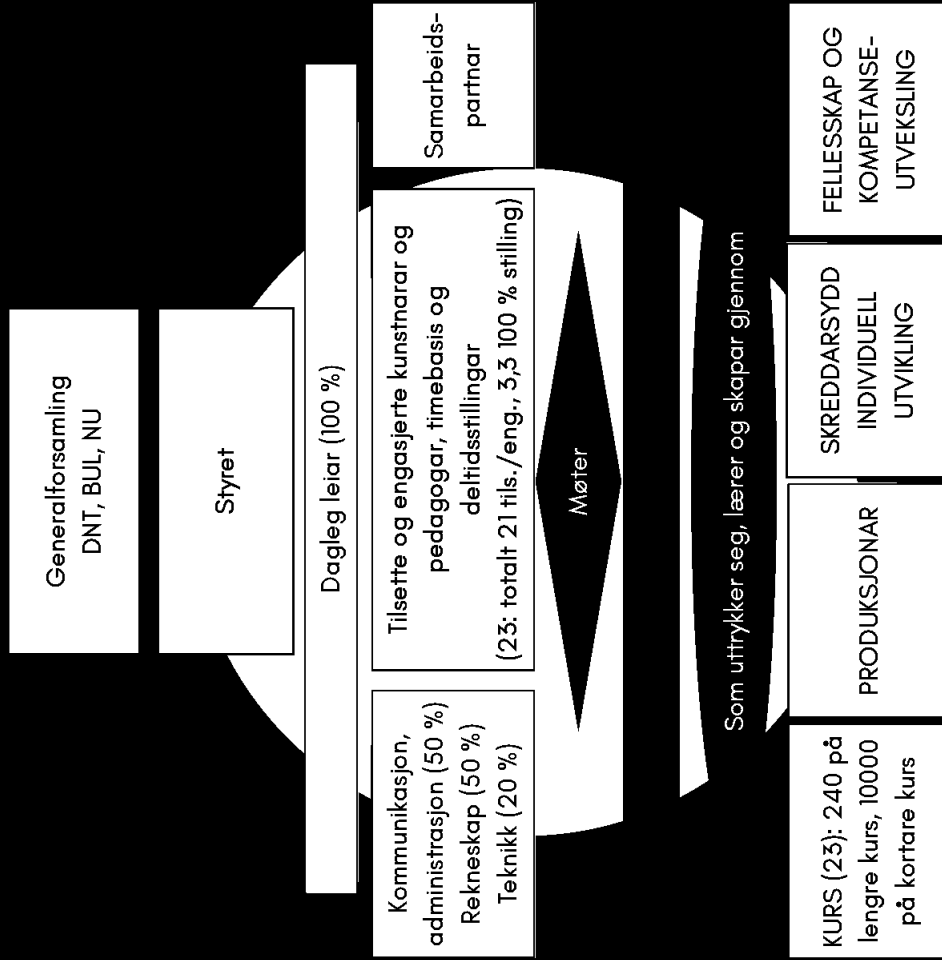 Generalforsamling
DNT, BUL, NU
Styret
Dagleg leiar (100 %)
Kommunikasjon,
administrasjon (50 %)
Rekneskap (50 %)
Teknikk (20 %)
Tilsette og engasjerte kunstnarar og
pedagogar, timebasis og
deltidsstillingar
(23: totalt 21 tils./eng., 3,3 100 % stilling)
Samarbeids-
partnar
Møter
Som uttrykker seg, lærer og skapar gjennom
KURS (23): 240 på
lengre kurs, 10000
på kortare kurs
PRODUKSJONAR
SKREDDARSYDD
INDIVIDUELL
UTVIKLING
FELLESSKAP OG
KOMPETANSE-
UTVEKSLING